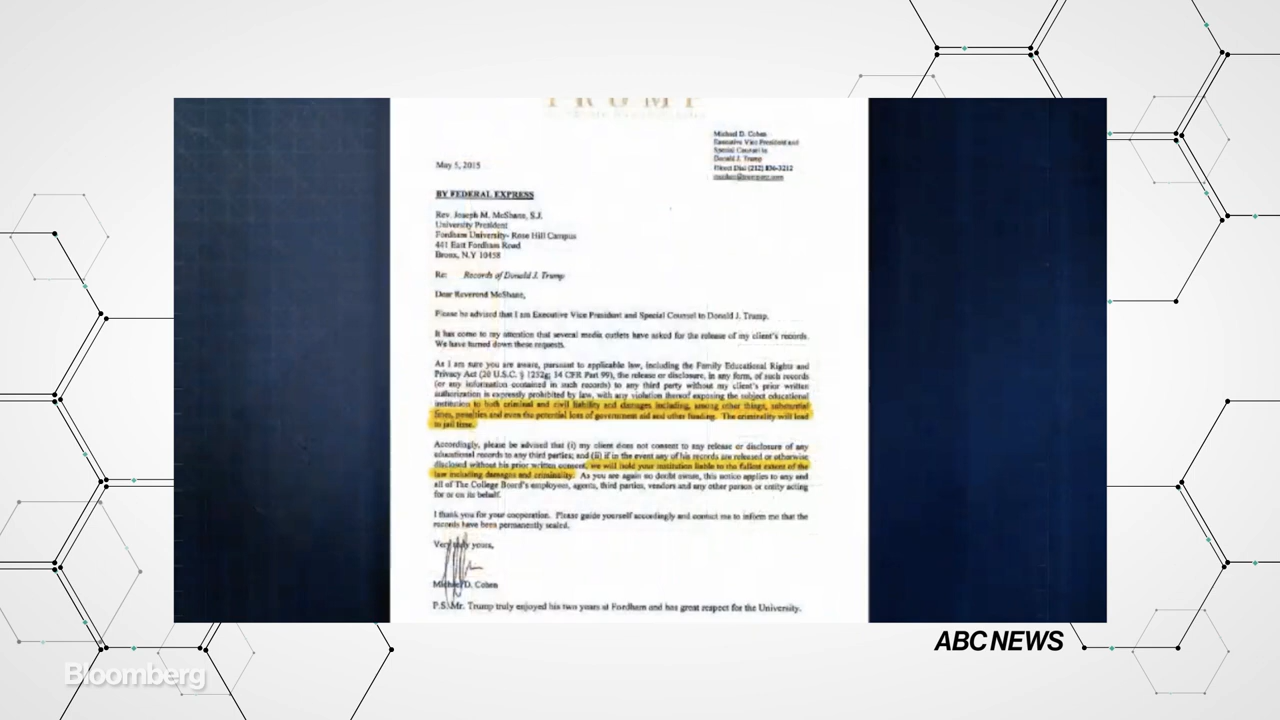 TRUMP
Michael D. Cohen
Executive Vice President and
Special Counsel to
Donald J. Trump
Direct Dial (212) 836-3212
May 5, 2015
BY FEDERAL EXPRESS
Rev. Joseph M. McShane, S.J.
University President
Fordham University- Rose Hill Campus
441 East Fordham Road
Bronx, N.Y 10458
Re: Records of Donald J. Trump
Dear Reverend McShane,
Please be advised that I am Executive Vice President and Special Counsel to Donald J. Trump.
It has come to my attention that several media outlets have asked for the release of my client's records.
We have turned down these requests.
As I am sure you are aware, pursuant to applicable law, including the Family Educational Rights and
Privacy Act (20 U.S.C. § 1232g; 34 CFR Part 99), the release or disclosure, in any form, of such records
(or any information contained in such records) to any third party without my client's prior written
authorization is expressly prohibited by law, with any violation thereof exposing the subject educational
institution to both criminal and civil liability and damages including, among other things, substantial
fines, penalties and even the potential loss of government aid and other funding. The criminality will lead
to jail time.
Accordingly, please be advised that (i) my client does not consent to any release or disclosure of any
educational records to any third parties; and (ii) if in the event any of his records are released or otherwise
disclosed without his prior written consent, we will hold your institution liable to the fullest extent of the
law including damages and criminality. As you are again no doubt aware, this notice applies to any and
all of The College Board's employees, agents, third parties, vendors and any other person or entity acting
for or on its behalf.
I thank you for your cooperation. Please guide yourself accordingly and contact me to inform me that the
records have been permanently sealed.
Very truly yours,
Michael D. Cohen
P.S. Mr. Trump truly enjoyed his two years at Fordham and has great respect for the University.
ABC NEWS
Bloomberg